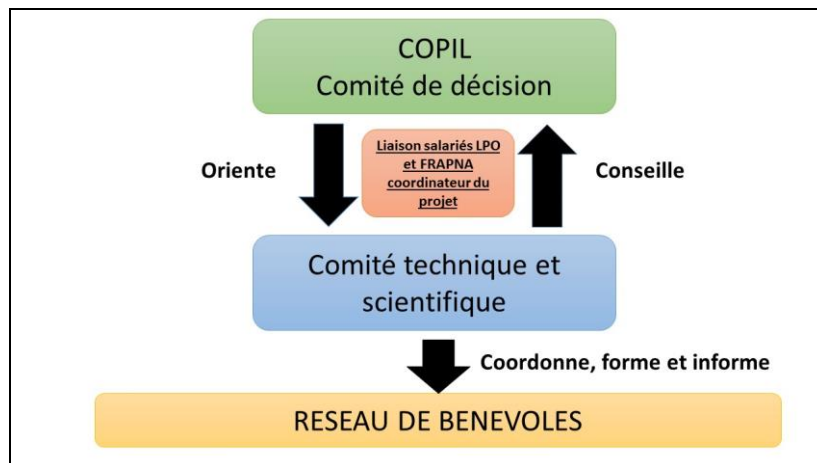 COPIL
Comité de décision
Oriente
Liaison salariés LPO
et FRAPNA
coordinateur du
projet
Conseille
Comité technique et
scientifique
Coordonne, forme et informe
RESEAU DE BENEVOLES